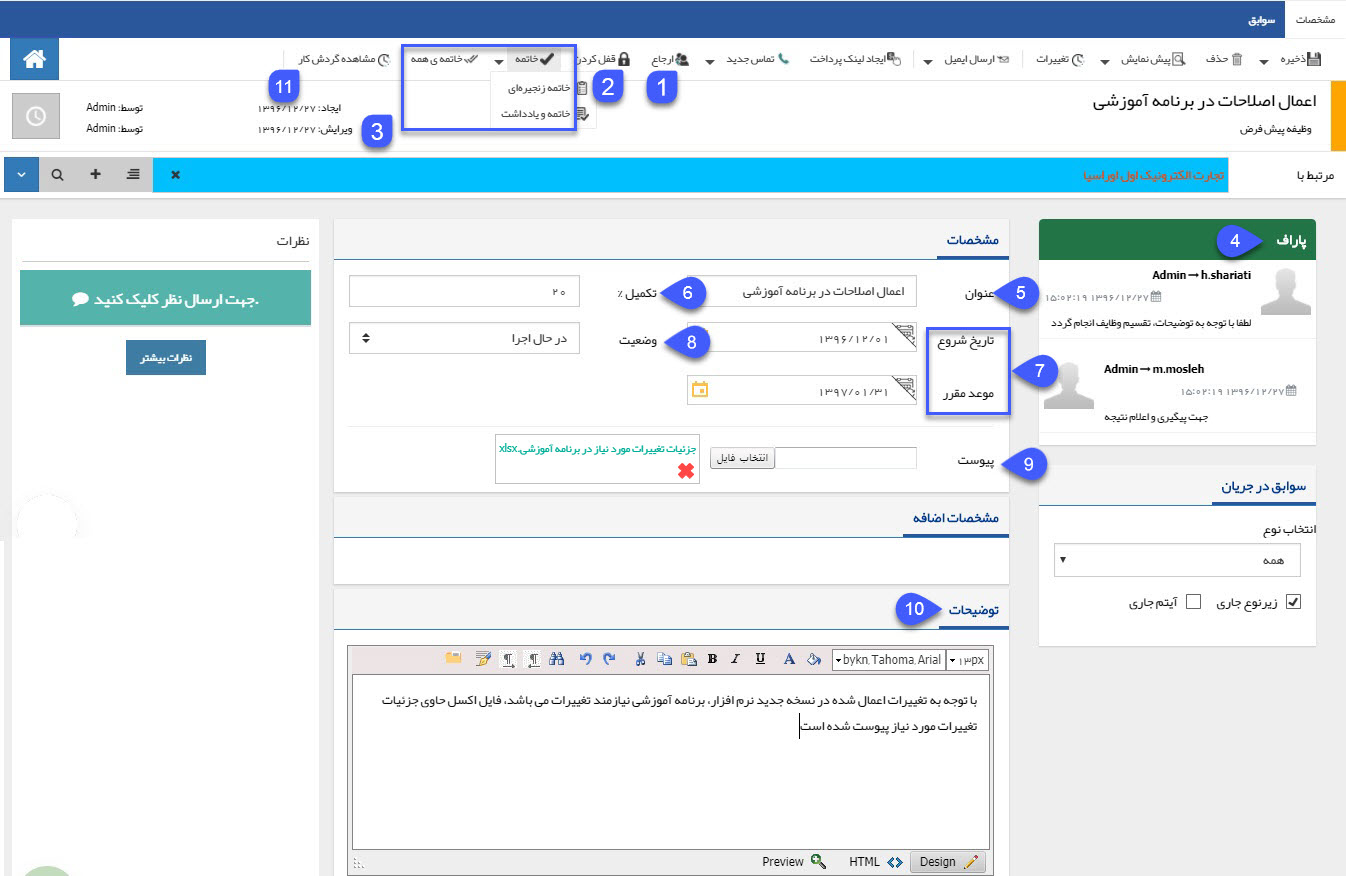 مشخصات سوابق
ذخیره حذف پیش نمایش تغییرات ارسال ایمیل ایجاد لینک پرداخت تماس جدید ارجاع قفل کردن خاتمه خاتمه ی همه مشاهده گردش کار
1 2 11
خاتمه زنجیره‌ای
خاتمه و یادداشت
3
اعمال اصلاحات در برنامه آموزشی
وظیفه پیش فرض
ایجاد: ۱۳۹۶/۱۲/۲۷ توسط: Admin
ویرایش: ۱۳۹۶/۱۲/۲۷ توسط: Admin
مرتبط با تجارت الکترونیک اول اوراسیا
پاراف 4
Admin → h.shariati
۱۳۹۶/۱۲/۲۷ ۱۵:۰۲:۱۹
لطفا با توجه به توضیحات، تقسیم وظایف انجام گردد
Admin → m.mosleh
۱۳۹۶/۱۲/۲۷ ۱۵:۰۲:۱۹
جهت پیگیری و اعلام نتیجه
سوابق در جریان
انتخاب نوع
همه
زیرنوع جاری آیتم جاری
مشخصات
عنوان 5 اعمال اصلاحات در برنامه آموزشی تکمیل ٪ 6 ۲۰
تاریخ شروع ۱۳۹۶/۱۲/۰۱ وضعیت 8 در حال اجرا
7
موعد مقرر ۱۳۹۷/۰۱/۳۱
پیوست 9 انتخاب فایل جزئیات تغییرات مورد نیاز در برنامه آموزشی.xlsx
مشخصات اضافه
توضیحات 10
bykn,Tahoma,Arial ۱۳px
B I U A
با توجه به تغییرات اعمال شده در نسخه جدید نرم افزار، برنامه آموزشی نیازمند تغییرات می باشد، فایل اکسل حاوی جزئیات
تغییرات مورد نیاز پیوست شده است
Design HTML Preview
نظرات
جهت ارسال نظر کلیک کنید.
نظرات بیشتر